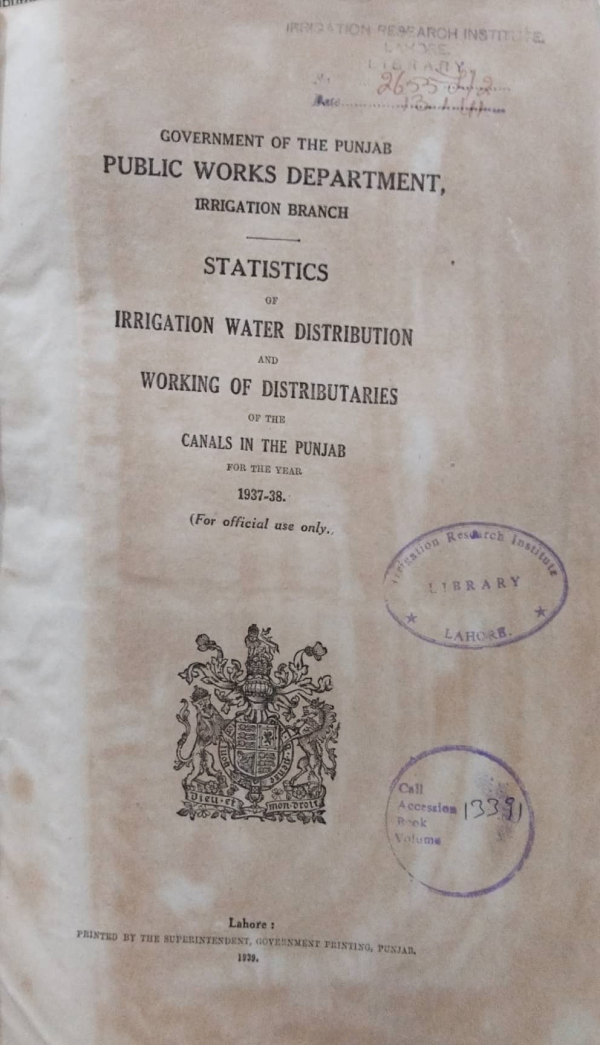 IRRIGATION RESEARCH INSTITUTE,
LAHORE.
LIBRARY
GOVERNMENT OF THE PUNJAB
PUBLIC WORKS DEPARTMENT,
IRRIGATION BRANCH
STATISTICS
OF
IRRIGATION WATER DISTRIBUTION
AND
WORKING OF DISTRIBUTARIES
OF THE
CANALS IN THE PUNJAB
FOR THE YEAR
1937-38.
(For official use only.
Irrigation Research Institute
LIBRARY
LAHORE.
Dieu et mon droit
Call
Accession 13391
Book
Volume
Lahore :
PRINTED BY THE SUPERINTENDENT, GOVERNMENT PRINTING, PUNJAB,
1939.